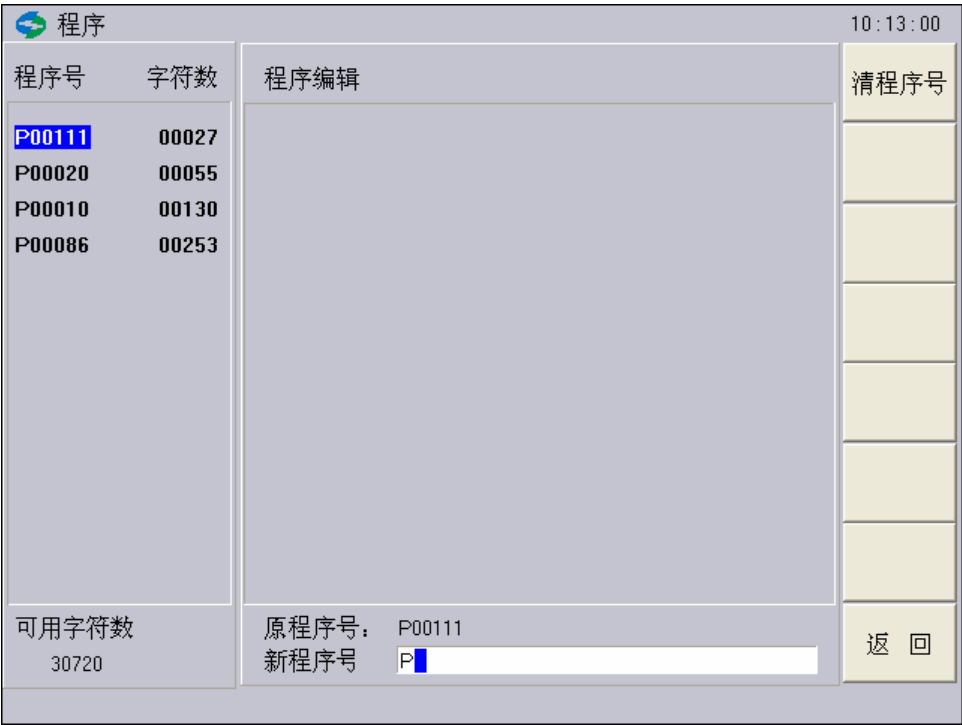 程序
10:13:00
程序号 字符数
P00111 00027
P00020 00055
P00010 00130
P00086 00253
可用字符数
30720
程序编辑
原程序号： P00111
新程序号 P
清程序号
返 回